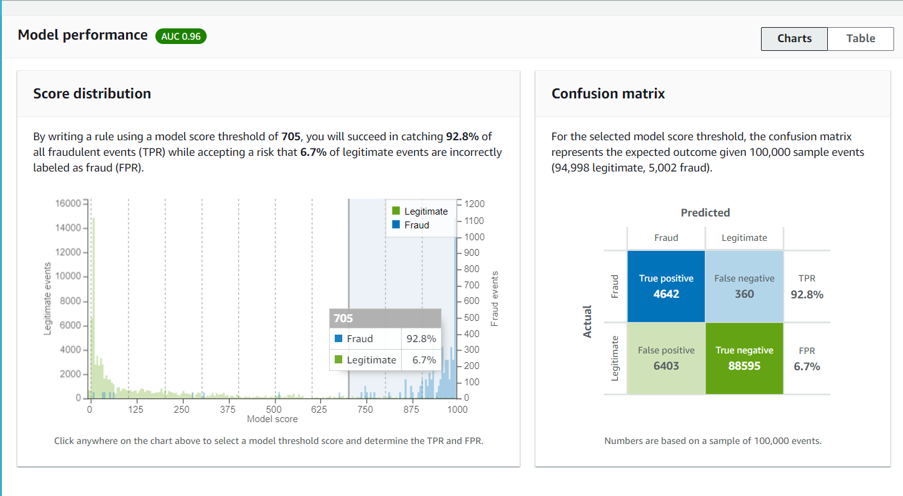 Model performance AUC 0.96
Charts Table
Score distribution
By writing a rule using a model score threshold of 705, you will succeed in catching 92.8% of
all fraudulent events (TPR) while accepting a risk that 6.7% of legitimate events are incorrectly
labeled as fraud (FPR).
16000
14000
12000
10000
8000
6000
4000
2000
0
Legitimate events
1200
1100
1000
900
800
700
600
500
400
300
200
100
0
Fraud events
Legitimate
Fraud
705
Fraud 92.8%
Legitimate 6.7%
0 125 250 375 500 625 750 875 1000
Model score
Click anywhere on the chart above to select a model threshold score and determine the TPR and FPR.
Confusion matrix
For the selected model score threshold, the confusion matrix
represents the expected outcome given 100,000 sample events
(94,998 legitimate, 5,002 fraud).
Predicted
Fraud Legitimate
Actual
Fraud
True positive
4642
False negative
360
TPR
92.8%
Legitimate
False positive
6403
True negative
88595
FPR
6.7%
Numbers are based on a sample of 100,000 events.